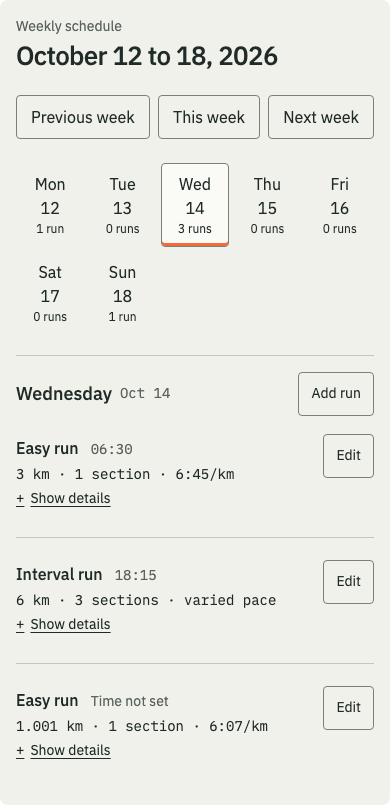 Weekly schedule
October 12 to 18, 2026
Previous week This week Next week
Mon Tue Wed Thu Fri
12 13 14 15 16
1 run 0 runs 3 runs 0 runs 0 runs
Sat Sun
17 18
0 runs 1 run
Wednesday Oct 14 Add run
Easy run 06:30 Edit
3 km · 1 section · 6:45/km
+ Show details
Interval run 18:15 Edit
6 km · 3 sections · varied pace
+ Show details
Easy run Time not set Edit
1.001 km · 1 section · 6:07/km
+ Show details